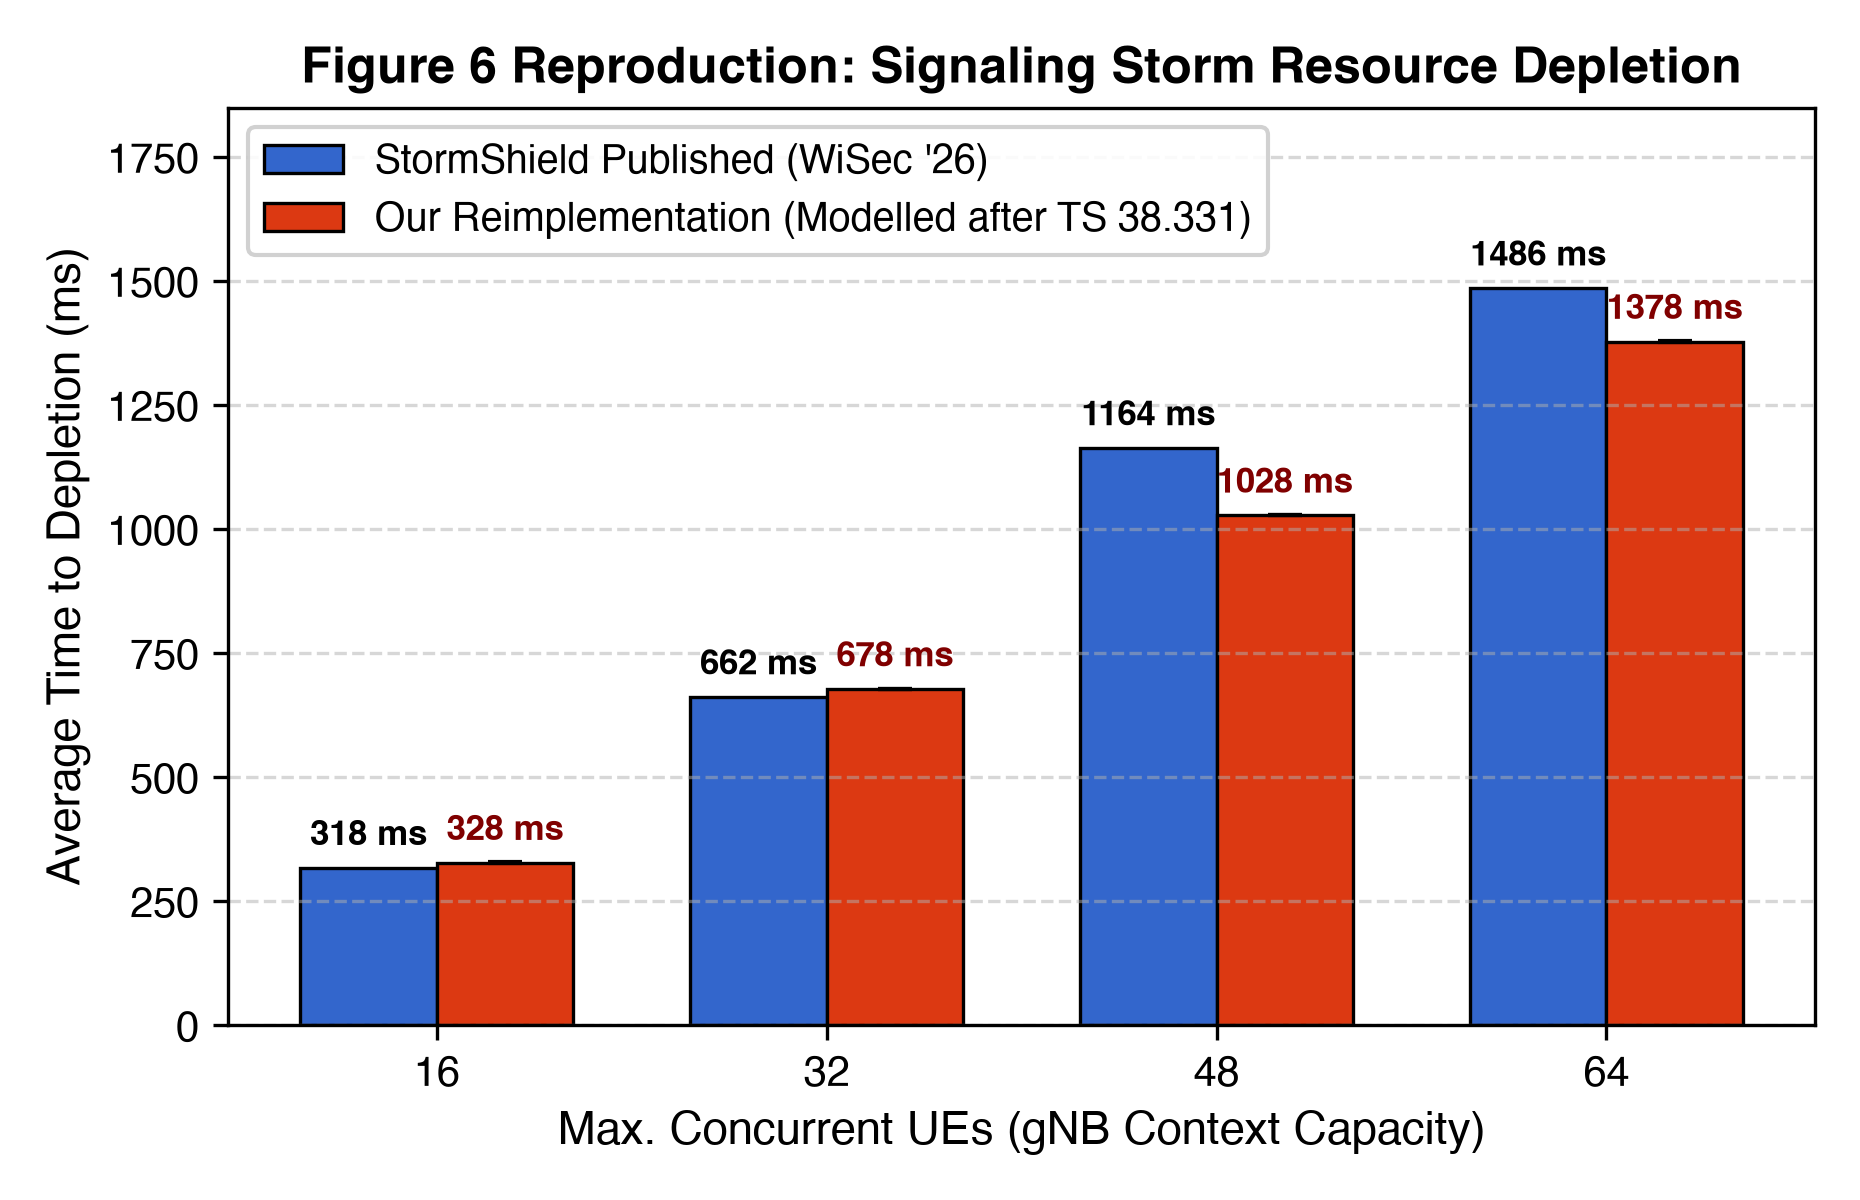 Figure 6 Reproduction: Signaling Storm Resource Depletion
StormShield Published (WiSec '26)
Our Reimplementation (Modelled after TS 38.331)
Average Time to Depletion (ms)
1750
1500
1250
1000
750
500
250
0
318 ms
328 ms
662 ms
678 ms
1164 ms
1028 ms
1486 ms
1378 ms
16
32
48
64
Max. Concurrent UEs (gNB Context Capacity)